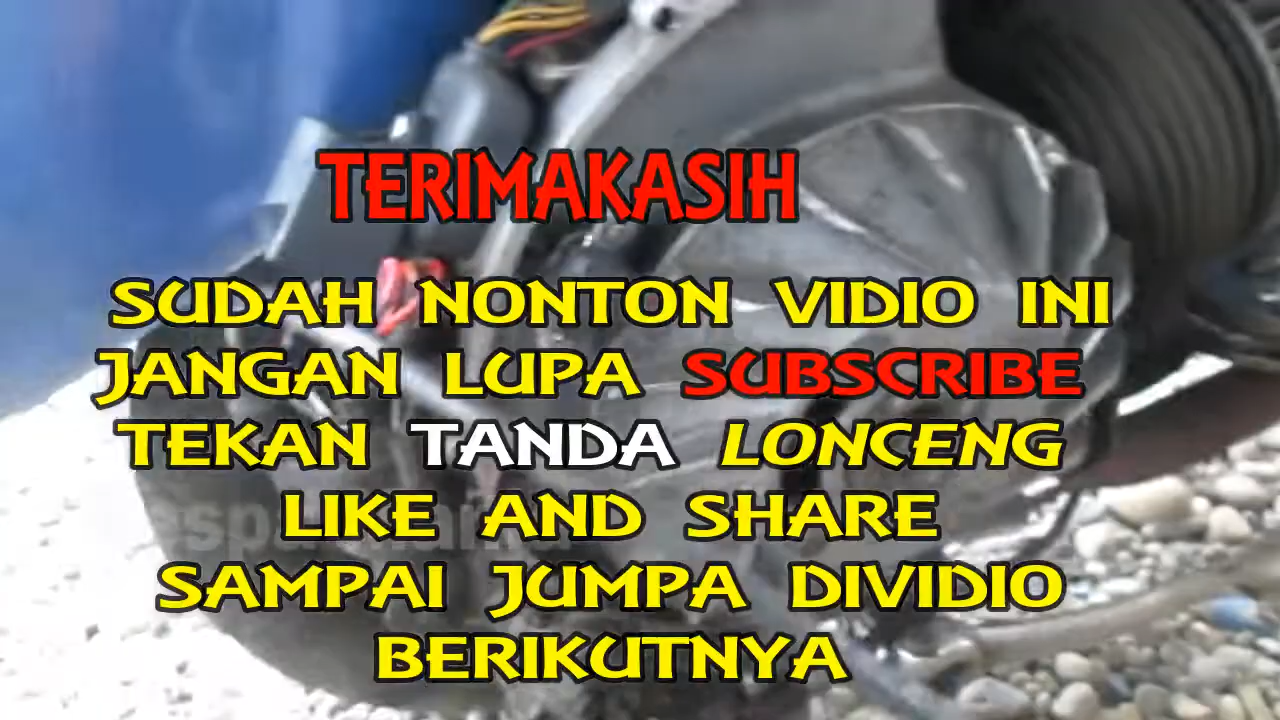 TERIMAKASIH
SUDAH NONTON VIDIO INI
JANGAN LUPA SUBSCRIBE
TEKAN TANDA LONCENG
LIKE AND SHARE
SAMPAI JUMPA DIVIDIO
BERIKUTNYA